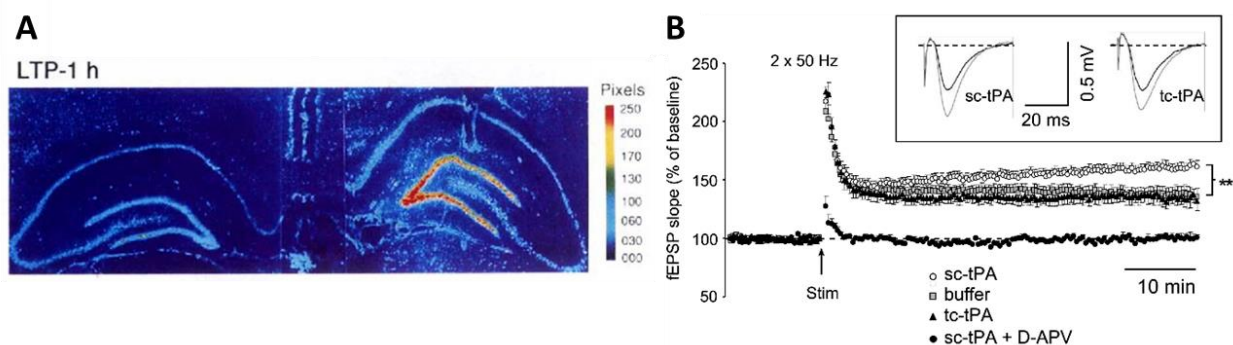 A
LTP-1 h
Pixels
250
200
170
130
100
060
030
000
B
2 x 50 Hz
sc-tPA
tc-tPA
0.5 mV
20 ms
fEPSP slope (% of baseline)
250
200
150
100
50
**
Stim
10 min
sc-tPA
buffer
tc-tPA
sc-tPA + D-APV